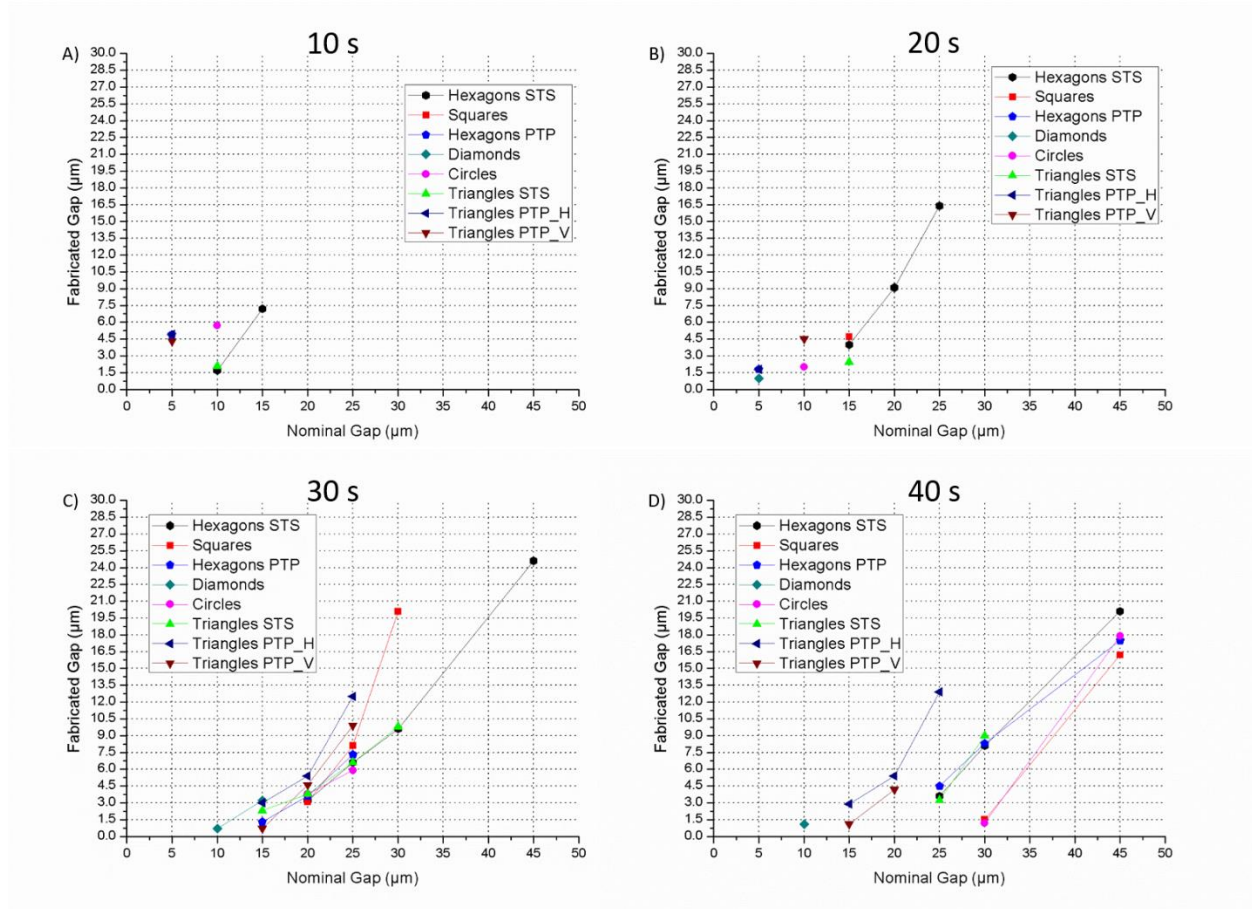 10 s
A)
30.0
28.5
27.0
25.5
24.0
22.5
21.0
19.5
18.0
16.5
15.0
13.5
12.0
10.5
9.0
7.5
6.0
4.5
3.0
1.5
0.0
Fabricated Gap (µm)
Hexagons STS
Squares
Hexagons PTP
Diamonds
Circles
Triangles STS
Triangles PTP_H
Triangles PTP_V
0 5 10 15 20 25 30 35 40 45 50
Nominal Gap (µm)
20 s
B)
30.0
28.5
27.0
25.5
24.0
22.5
21.0
19.5
18.0
16.5
15.0
13.5
12.0
10.5
9.0
7.5
6.0
4.5
3.0
1.5
0.0
Fabricated Gap (µm)
Hexagons STS
Squares
Hexagons PTP
Diamonds
Circles
Triangles STS
Triangles PTP_H
Triangles PTP_V
0 5 10 15 20 25 30 35 40 45 50
Nominal Gap (µm)
30 s
C)
30.0
28.5
27.0
25.5
24.0
22.5
21.0
19.5
18.0
16.5
15.0
13.5
12.0
10.5
9.0
7.5
6.0
4.5
3.0
1.5
0.0
Fabricated Gap (µm)
Hexagons STS
Squares
Hexagons PTP
Diamonds
Circles
Triangles STS
Triangles PTP_H
Triangles PTP_V
0 5 10 15 20 25 30 35 40 45 50
Nominal Gap (µm)
40 s
D)
30.0
28.5
27.0
25.5
24.0
22.5
21.0
19.5
18.0
16.5
15.0
13.5
12.0
10.5
9.0
7.5
6.0
4.5
3.0
1.5
0.0
Fabricated Gap (µm)
Hexagons STS
Squares
Hexagons PTP
Diamonds
Circles
Triangles STS
Triangles PTP_H
Triangles PTP_V
0 5 10 15 20 25 30 35 40 45 50
Nominal Gap (µm)